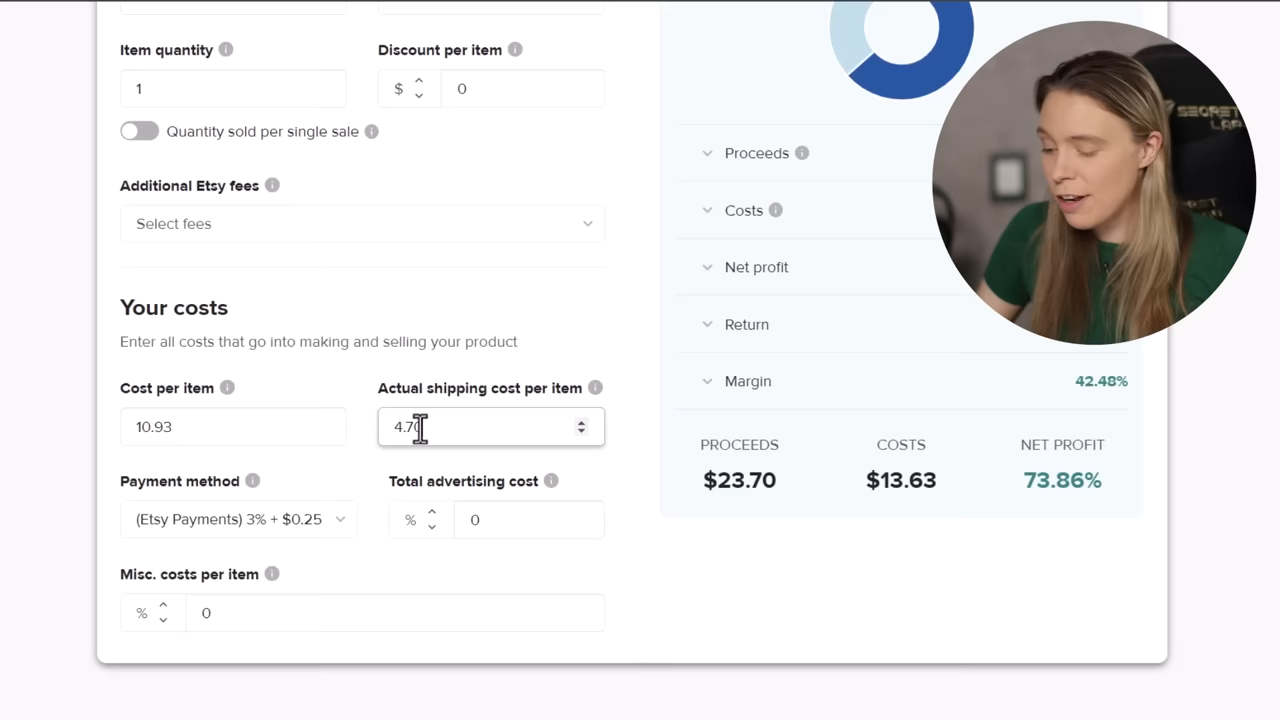 Item quantity
Discount per item
1
$
0
Quantity sold per single sale
Additional Etsy fees
Select fees
Your costs
Enter all costs that go into making and selling your product
Cost per item
Actual shipping cost per item
10.93
4.70
Payment method
Total advertising cost
(Etsy Payments) 3% + $0.25
%
0
Misc. costs per item
%
0
Proceeds
Costs
Net profit
Return
Margin
42.48%
PROCEEDS
COSTS
NET PROFIT
$23.70
$13.63
73.86%
SECRET
LAB